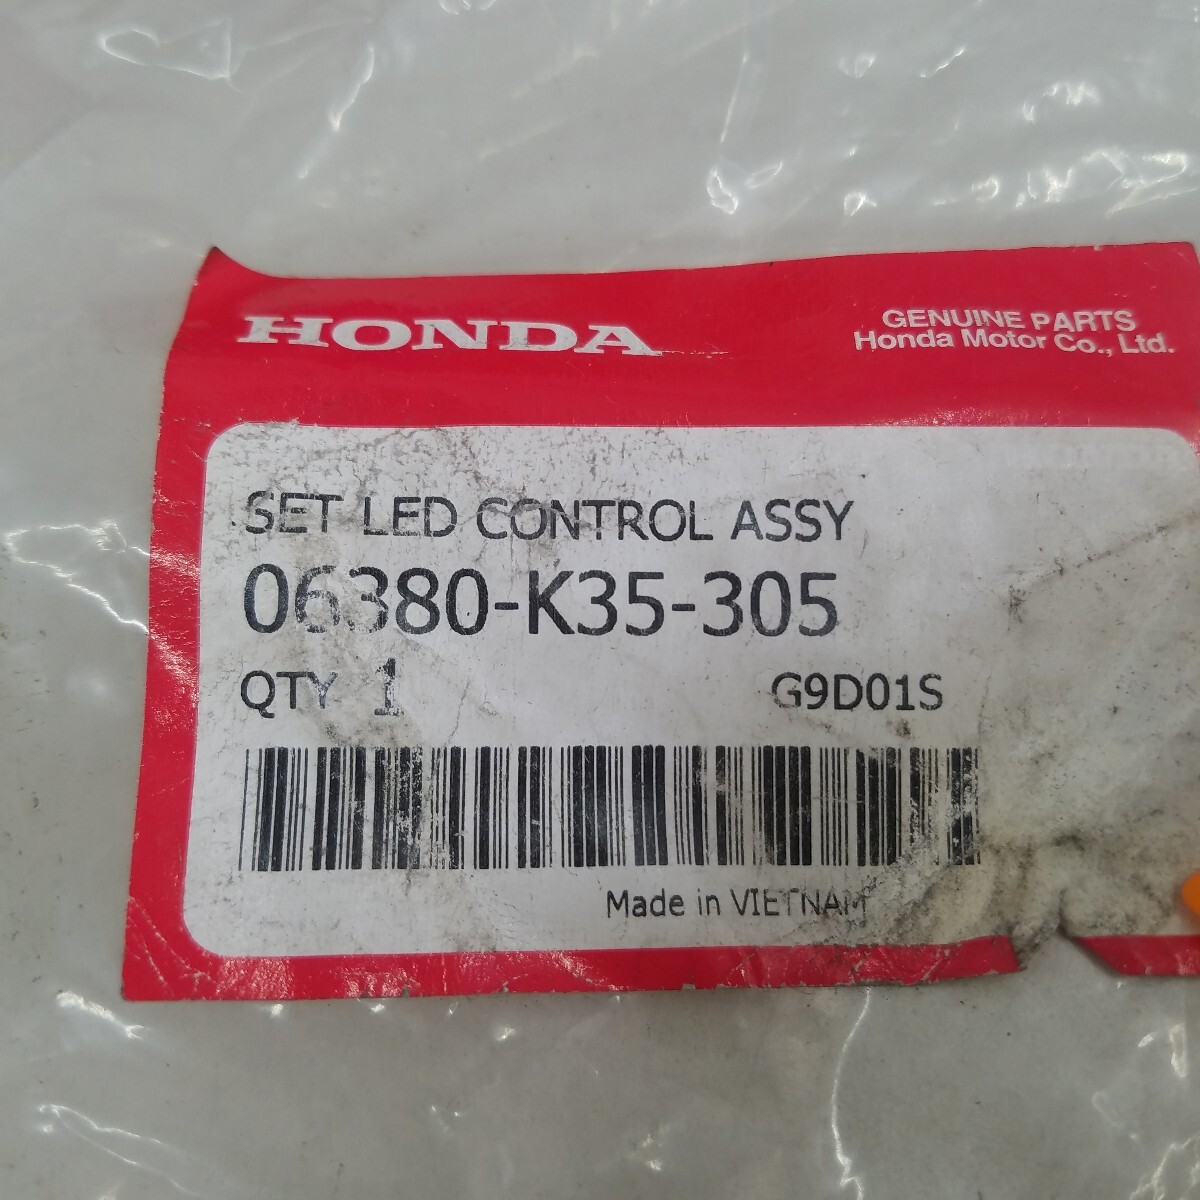 HONDA
GENUINE PARTS
Honda Motor Co., Ltd.
HONDA
SET LED CONTROL ASSY
06380-K35-305
QTY 1
G9D01S
Made in VIETNAM